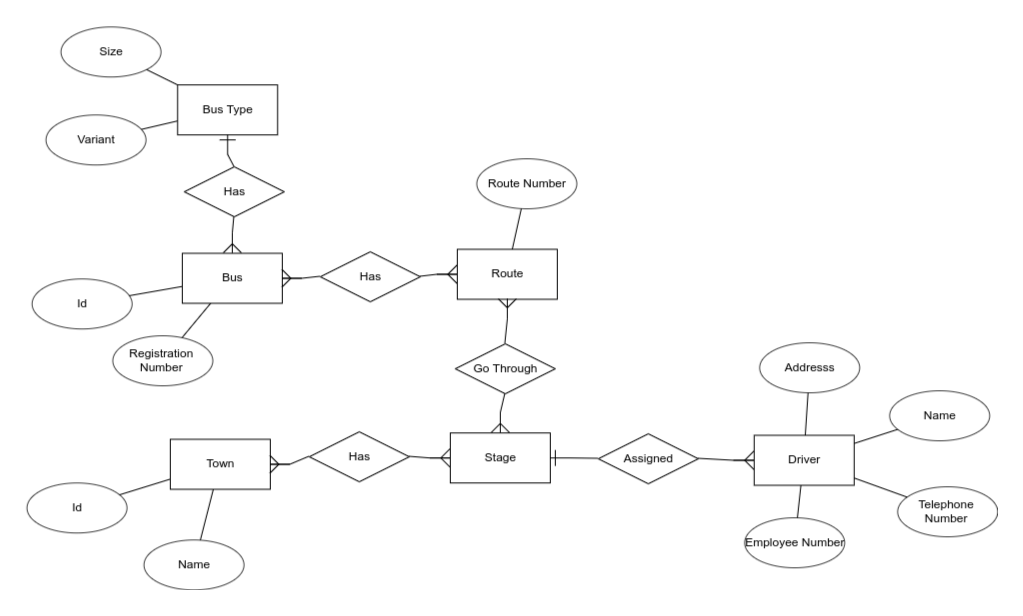 Size
Bus Type
Variant
Has
Route Number
Bus
Has
Route
Id
Registration
Number
Go Through
Addresss
Name
Town
Has
Stage
Assigned
Driver
Id
Telephone
Number
Employee Number
Name